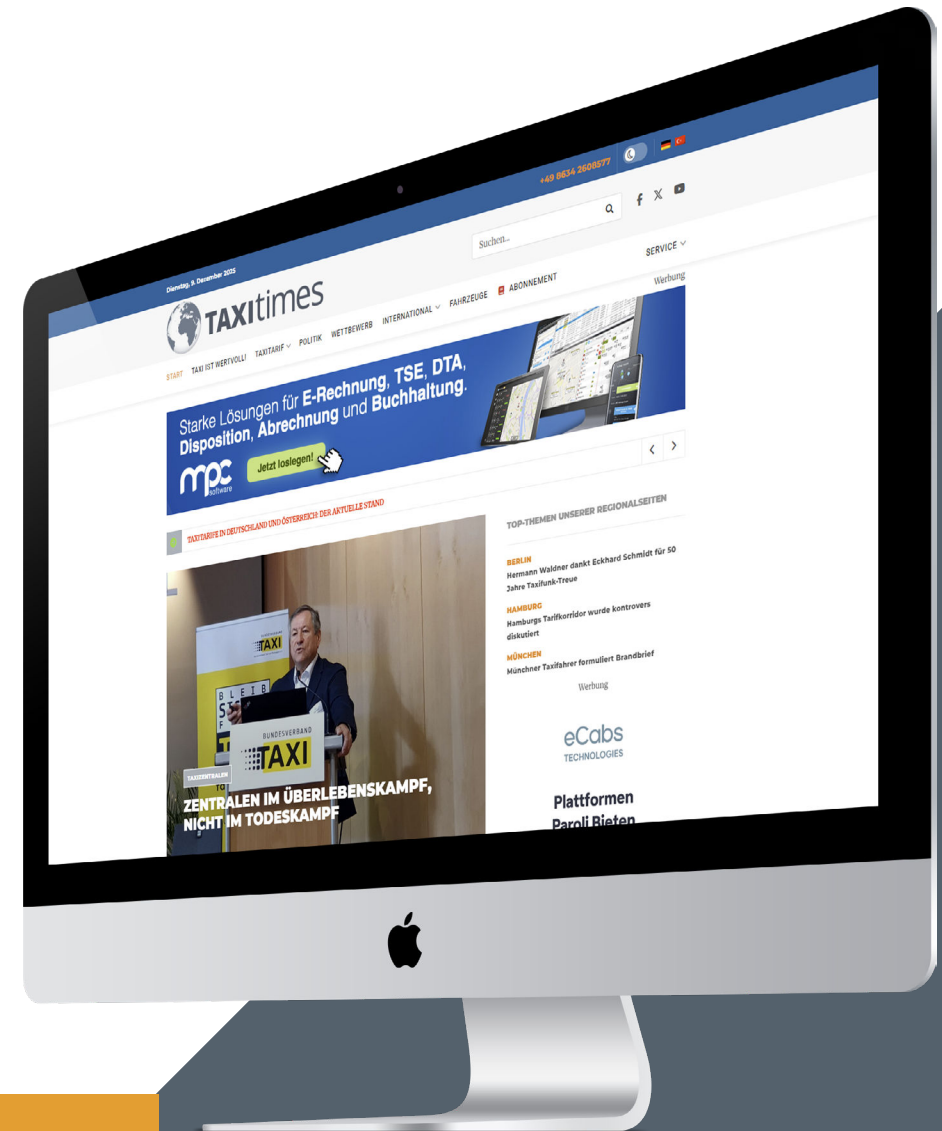 +49 8634 2608577
Dienstag, 9. Dezember 2025
TAXItimes
Suchen...
START TAXI IST WERTVOLL! TAXITARIF POLITIK WETTBEWERB INTERNATIONAL FAHRZEUGE ABONNEMENT SERVICE
Werbung
Starke Lösungen für E-Rechnung, TSE, DTA,
Disposition, Abrechnung und Buchhaltung.
mpc
software
Jetzt loslegen!
TAXITARIFE IN DEUTSCHLAND UND ÖSTERREICH: DER AKTUELLE STAND
BUNDESVERBAND
TAXI
BLEIB
BUNDESVERBAND
TAXI
TAXIZENTRALEN
ZENTRALEN IM ÜBERLEBENSKAMPF,
NICHT IM TODESKAMPF
TOP-THEMEN UNSERER REGIONALSEITEN
BERLIN
Hermann Waldner dankt Eckhard Schmidt für 50
Jahre Taxifunk-Treue
HAMBURG
Hamburgs Tarifkorridor wurde kontrovers
diskutiert
MÜNCHEN
Münchner Taxifahrer formuliert Brandbrief
Werbung
eCabs
TECHNOLOGIES
Plattformen
Paroli Bieten